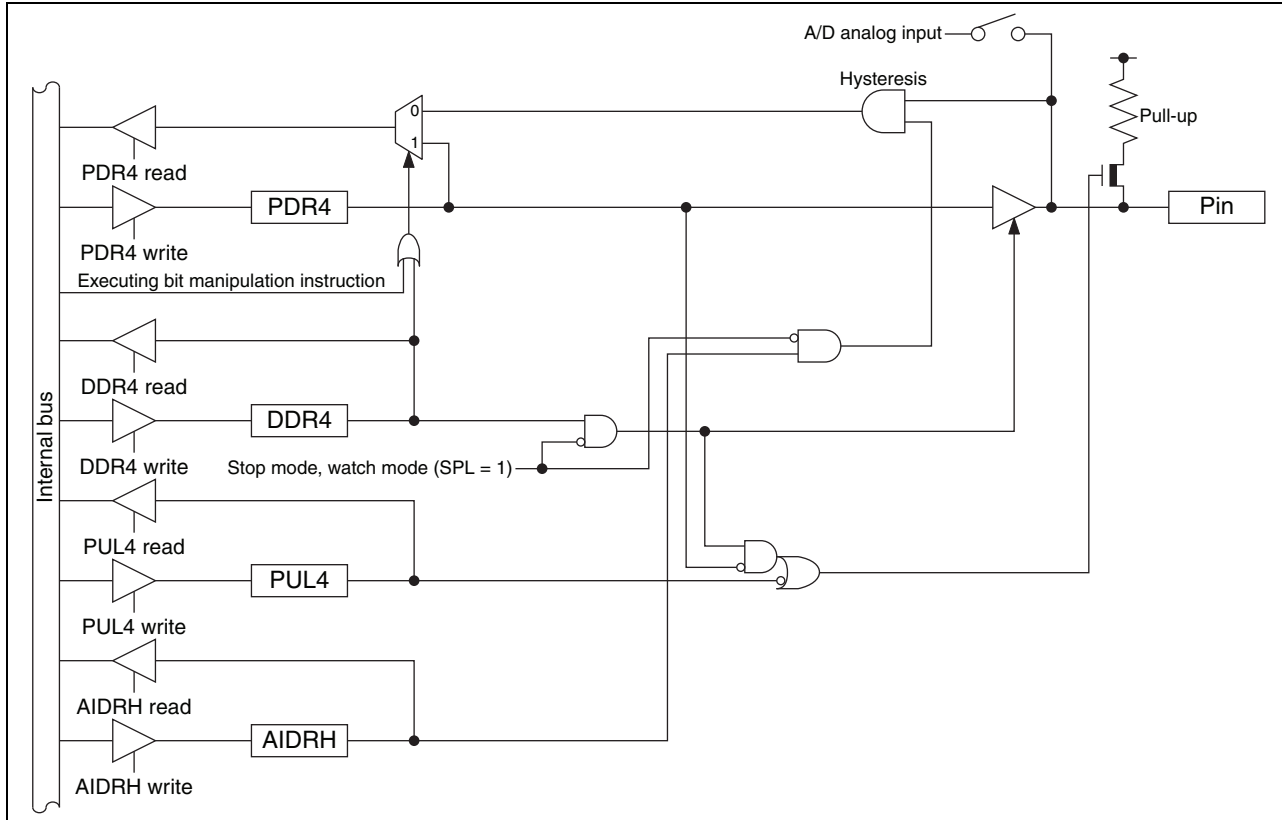 A/D analog input
Hysteresis
0
1
Pull-up
PDR4 read
PDR4
Pin
PDR4 write
Executing bit manipulation instruction
DDR4 read
DDR4
DDR4 write
Stop mode, watch mode (SPL = 1)
Internal bus
PUL4 read
PUL4
PUL4 write
AIDRH read
AIDRH
AIDRH write